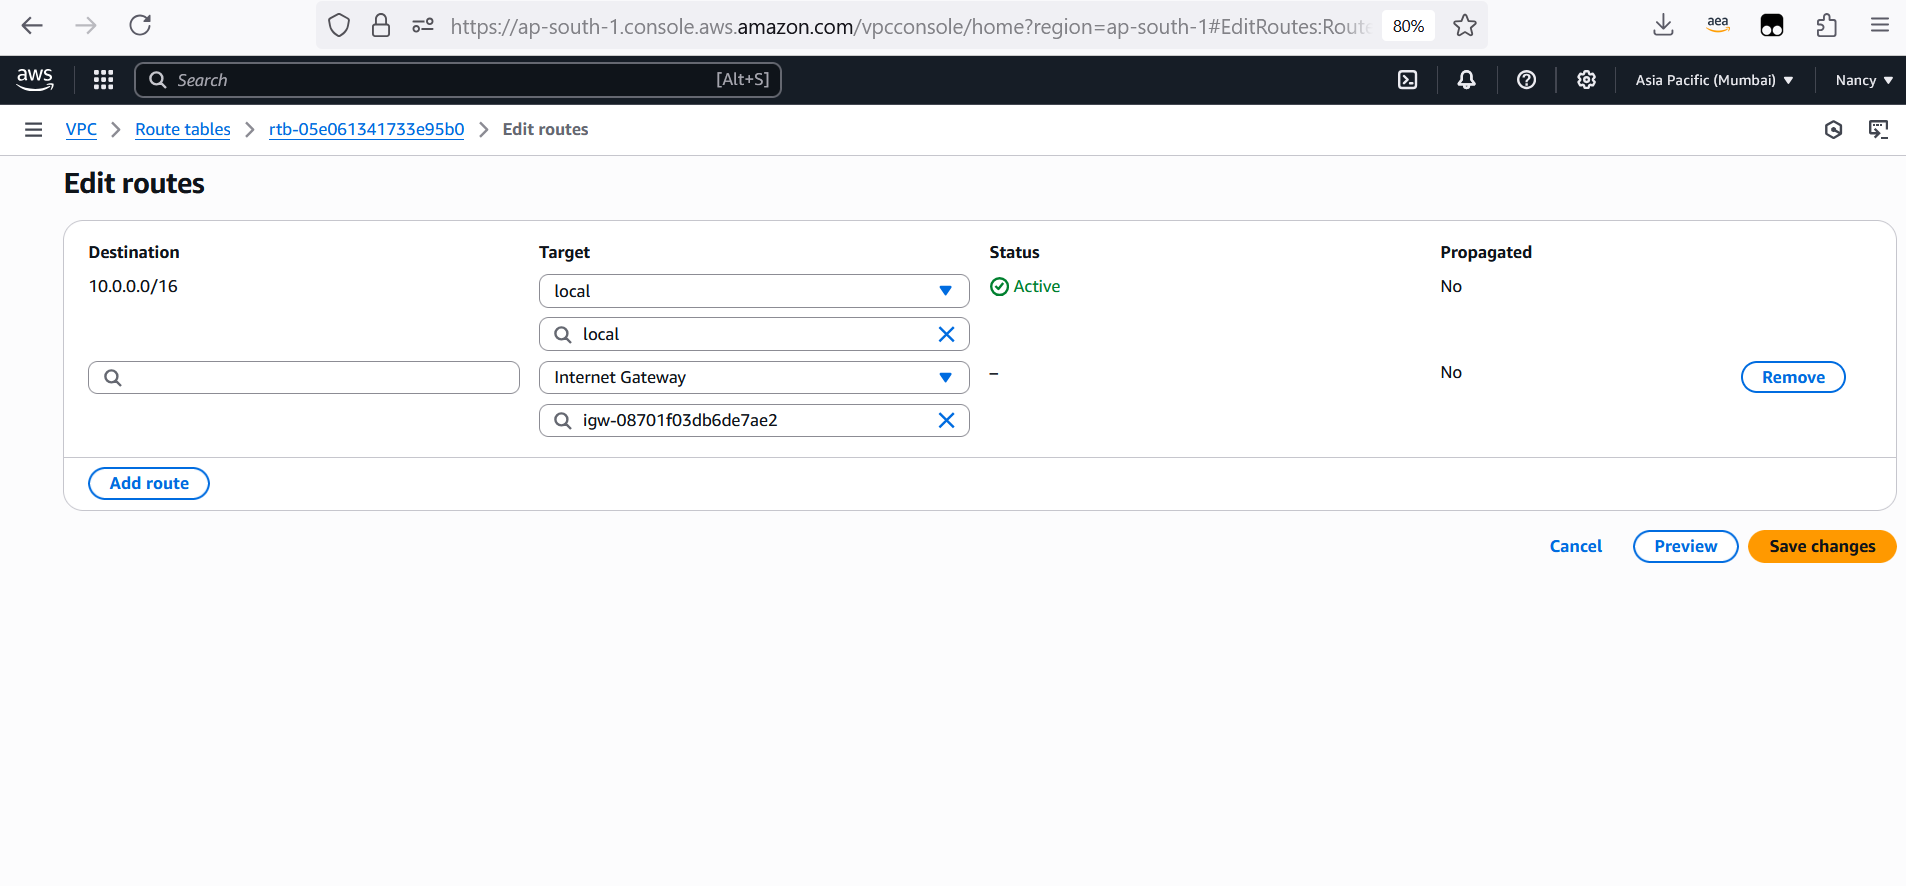 https://ap-south-1.console.aws.amazon.com/vpcconsole/home?region=ap-south-1#EditRoutes:Route
80%
aea
aws
Search
[Alt+S]
Asia Pacific (Mumbai)
Nancy
VPC
Route tables
rtb-05e061341733e95b0
Edit routes
Edit routes
Destination
Target
Status
Propagated
10.0.0.0/16
local
Active
No
local
Internet Gateway
–
No
Remove
igw-08701f03db6de7ae2
Add route
Cancel
Preview
Save changes